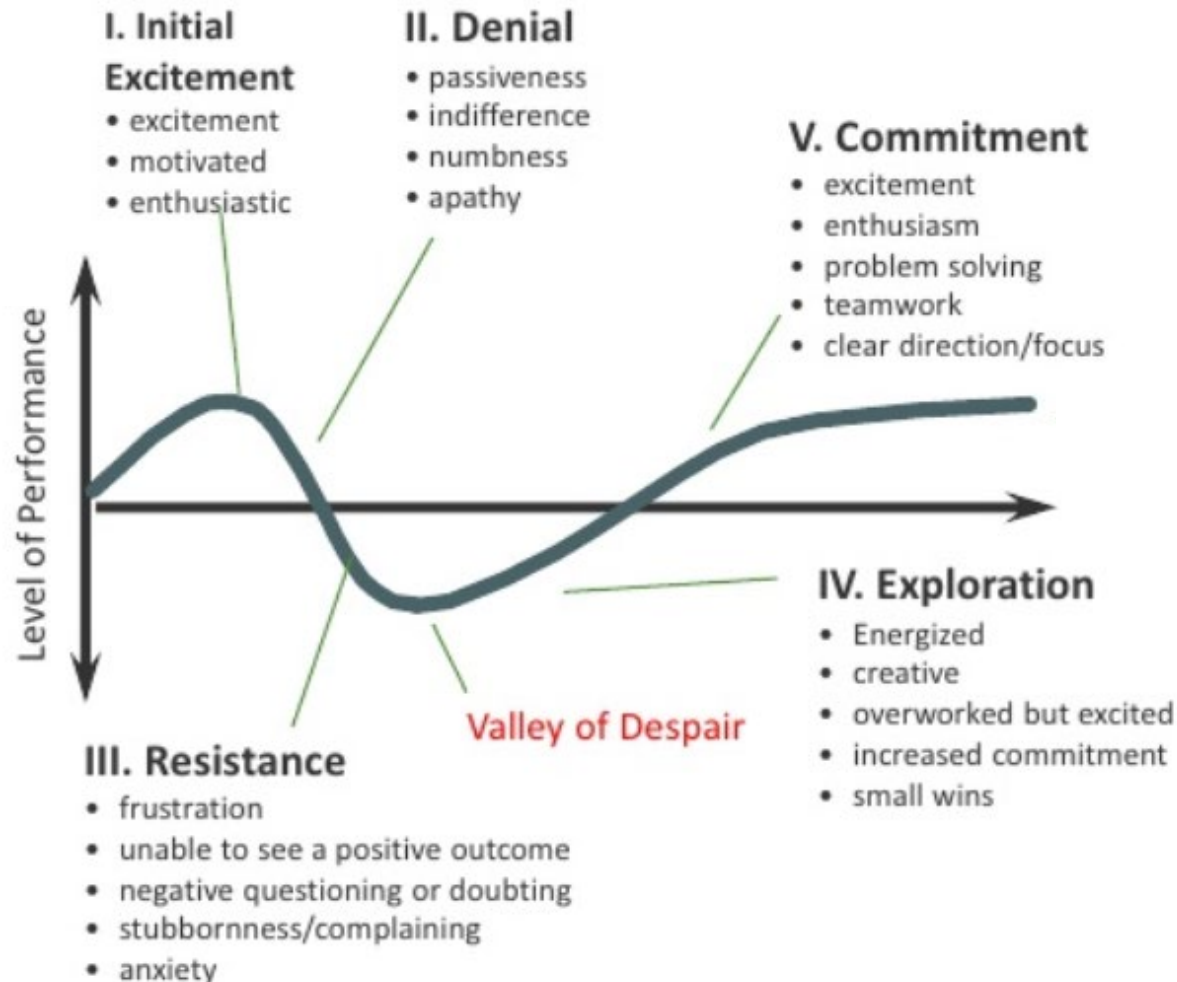 I. Initial
Excitement
• excitement
• motivated
• enthusiastic
II. Denial
• passiveness
• indifference
• numbness
• apathy
V. Commitment
• excitement
• enthusiasm
• problem solving
• teamwork
• clear direction/focus
Level of Performance
IV. Exploration
• Energized
• creative
• overworked but excited
• increased commitment
• small wins
Valley of Despair
III. Resistance
• frustration
• unable to see a positive outcome
• negative questioning or doubting
• stubbornness/complaining
• anxiety